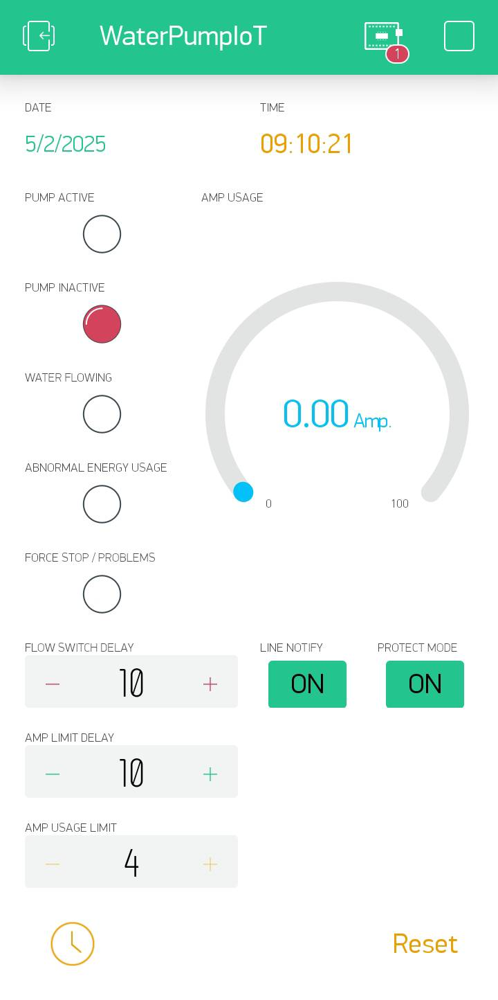 WaterPumpIoT
1
DATE
TIME
5/2/2025
09:10:21
PUMP ACTIVE
AMP USAGE
PUMP INACTIVE
WATER FLOWING
0.00 Amp.
ABNORMAL ENERGY USAGE
0
100
FORCE STOP / PROBLEMS
FLOW SWITCH DELAY
LINE NOTIFY
PROTECT MODE
− 10 +
ON
ON
AMP LIMIT DELAY
− 10 +
AMP USAGE LIMIT
− 4 +
Reset